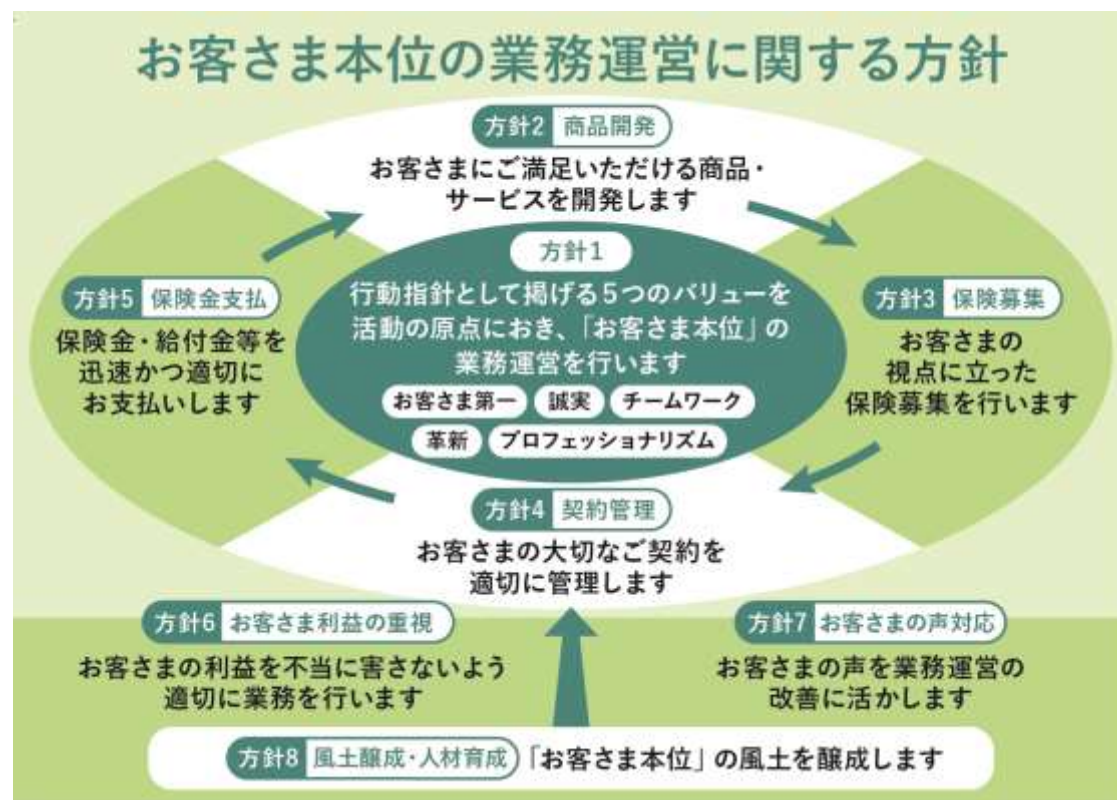 お客さま本位の業務運営に関する方針
方針2 商品開発
お客さまにご満足いただける商品・
サービスを開発します
方針1
行動指針として掲げる5つのバリューを
活動の原点におき、「お客さま本位」の
業務運営を行います
お客さま第一 誠実 チームワーク
革新 プロフェッショナリズム
方針3 保険募集
お客さまの
視点に立った
保険募集を行います
方針4 契約管理
お客さまの大切なご契約を
適切に管理します
方針5 保険金支払
保険金・給付金等を
迅速かつ適切に
お支払いします
方針6 お客さま利益の重視
お客さまの利益を不当に害さないよう
適切に業務を行います
方針7 お客さまの声対応
お客さまの声を業務運営の
改善に活かします
方針8 風土醸成・人材育成 「お客さま本位」の風土を醸成します